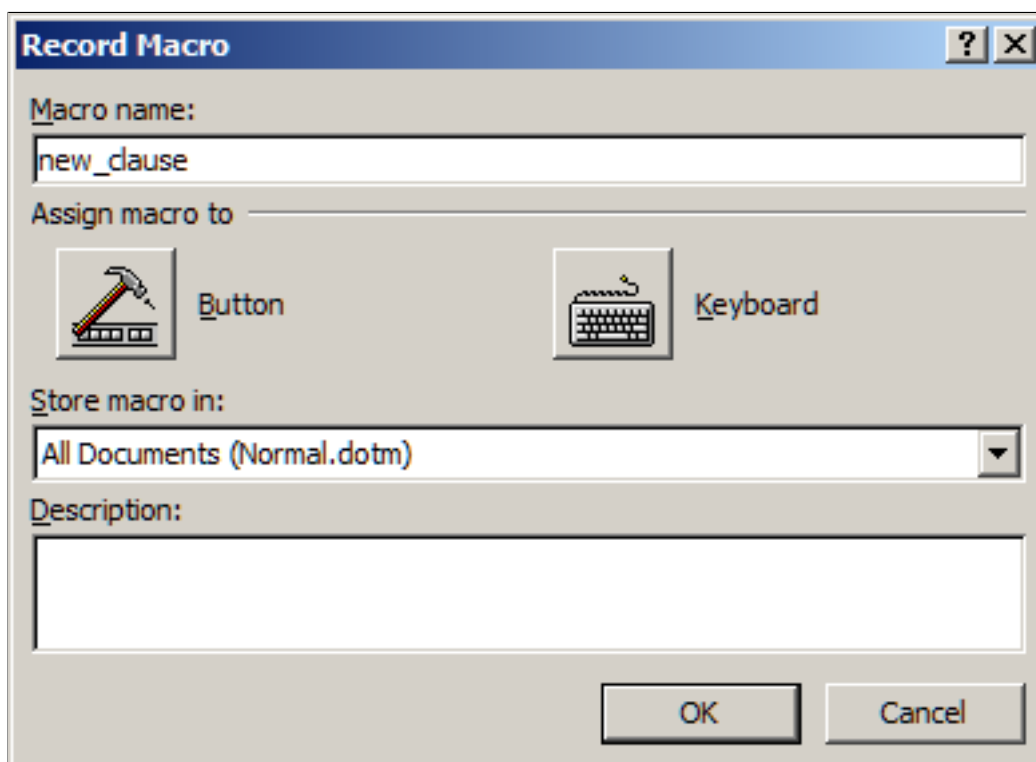 Record Macro
Macro name:
new_clause
Assign macro to
Button Keyboard
Store macro in:
All Documents (Normal.dotm)
Description:
OK Cancel